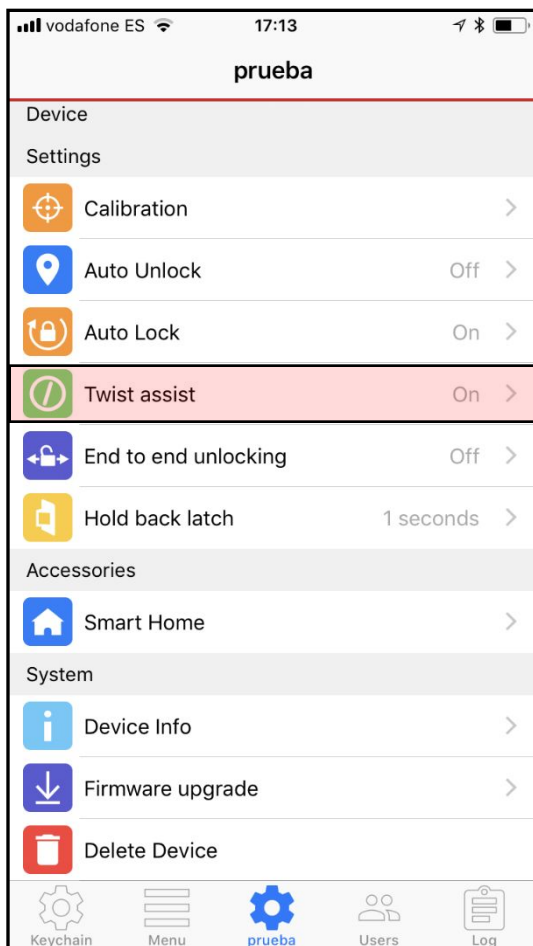 vodafone ES 17:13
prueba
Device
Settings
Calibration
Auto Unlock Off
Auto Lock On
Twist assist On
End to end unlocking Off
Hold back latch 1 seconds
Accessories
Smart Home
System
Device Info
Firmware upgrade
Delete Device
Keychain Menu prueba Users Log